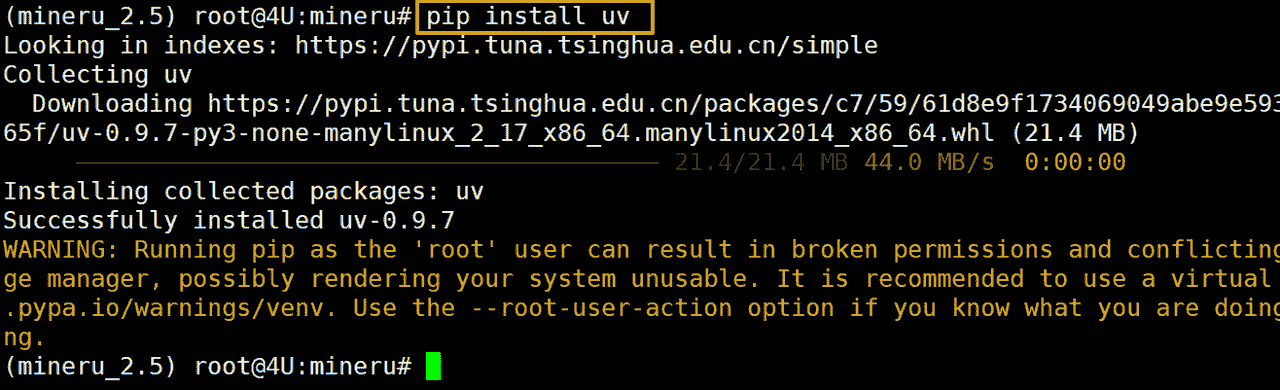 (mineru_2.5) root@4U:mineru# pip install uv
Looking in indexes: https://pypi.tuna.tsinghua.edu.cn/simple
Collecting uv
  Downloading https://pypi.tuna.tsinghua.edu.cn/packages/c7/59/61d8e9f1734069049abe9e593
65f/uv-0.9.7-py3-none-manylinux_2_17_x86_64.manylinux2014_x86_64.whl (21.4 MB)
21.4/21.4 MB 44.0 MB/s 0:00:00
Installing collected packages: uv
Successfully installed uv-0.9.7
WARNING: Running pip as the 'root' user can result in broken permissions and conflicting
ge manager, possibly rendering your system unusable. It is recommended to use a virtual
.pypa.io/warnings/venv. Use the --root-user-action option if you know what you are doing
ng.
(mineru_2.5) root@4U:mineru#